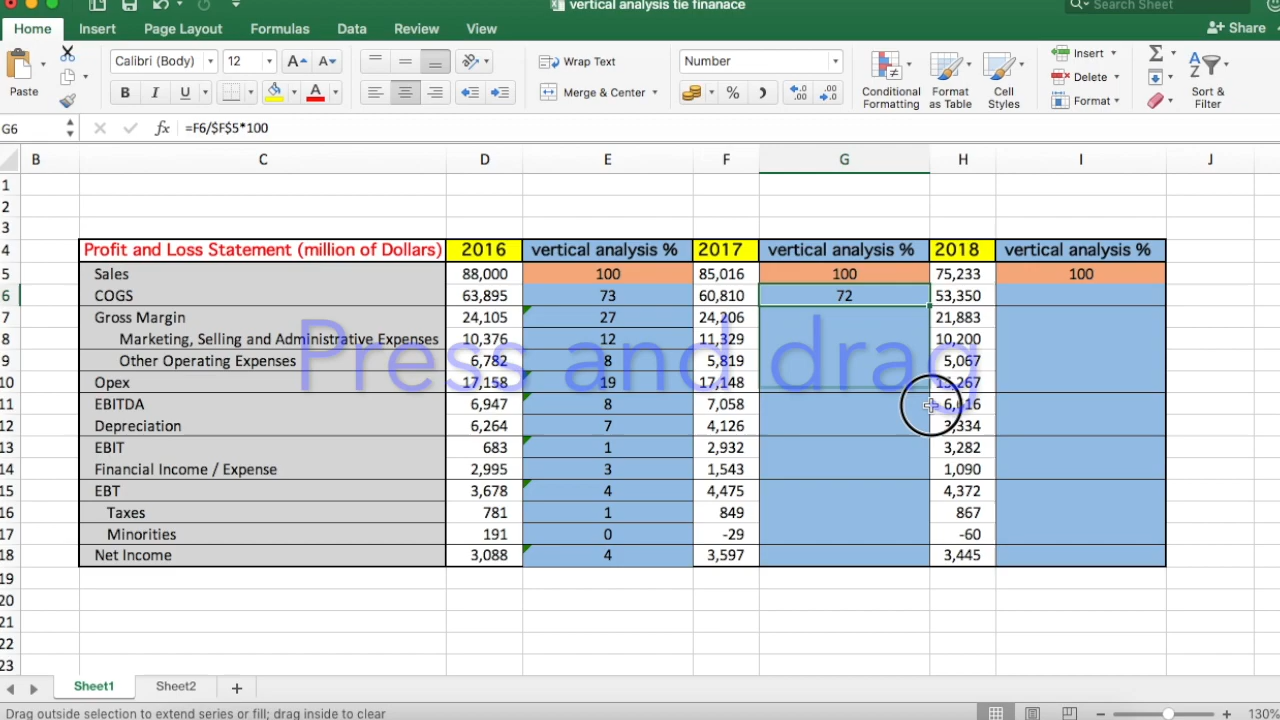 vertical analysis tie finanace
Search Sheet
Home Insert Page Layout Formulas Data Review View Share
Paste
Calibri (Body) 12 A A
B I U A
Wrap Text
Merge & Center
Number
%
Conditional Formatting
Format as Table
Cell Styles
Insert
Delete
Format
Sort & Filter
G6 fx =F6/$F$5*100
B C D E F G H I J
1
2
3
4 Profit and Loss Statement (million of Dollars) 2016 vertical analysis % 2017 vertical analysis % 2018 vertical analysis %
5 Sales 88,000 100 85,016 100 75,233 100
6 COGS 63,895 73 60,810 72 53,350
7 Gross Margin 24,105 27 24,206 21,883
8 Marketing, Selling and Administrative Expenses 10,376 12 11,329 10,200
9 Other Operating Expenses 6,782 8 5,819 5,067
10 Opex 17,158 19 17,148 15,267
11 EBITDA 6,947 8 7,058 6,616
12 Depreciation 6,264 7 4,126 3,334
13 EBIT 683 1 2,932 3,282
14 Financial Income / Expense 2,995 3 1,543 1,090
15 EBT 3,678 4 4,475 4,372
16 Taxes 781 1 849 867
17 Minorities 191 0 -29 -60
18 Net Income 3,088 4 3,597 3,445
19
20
21
22
23
Press and drag
Sheet1 Sheet2
Drag outside selection to extend series or fill; drag inside to clear
130%